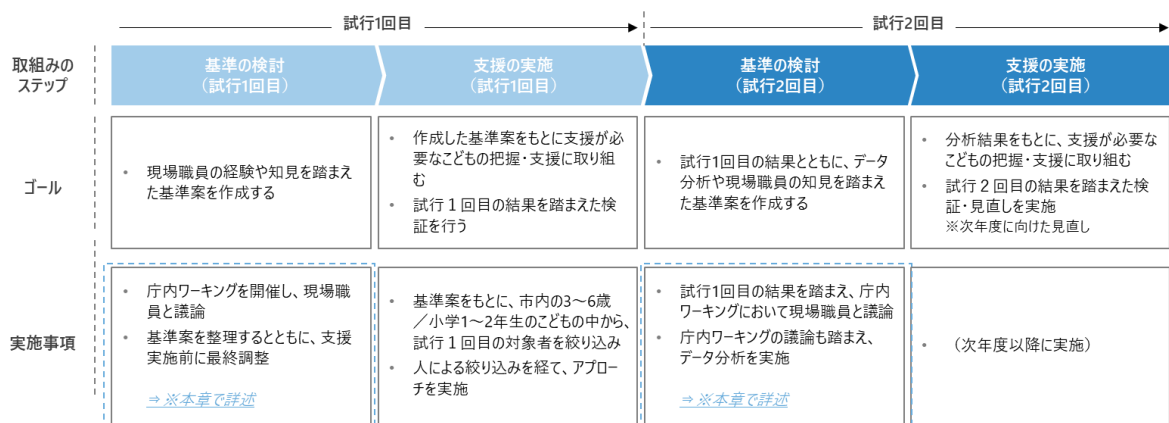 試行1回目
試行2回目
取組みの
ステップ
基準の検討
(試行1回目)
支援の実施
(試行1回目)
基準の検討
(試行2回目)
支援の実施
(試行2回目)
ゴール
• 現場職員の経験や知見を踏まえ
た基準案を作成する
• 作成した基準案をもとに支援が必
要なこどもの把握・支援に取り組
む
• 試行１回目の結果を踏まえた検
証を行う
• 試行1回目の結果とともに、データ
分析や現場職員の知見を踏まえ
た基準案を作成する
• 分析結果をもとに、支援が必要な
こどもの把握・支援に取り組む
• 試行２回目の結果を踏まえた検
証・見直しを実施
※次年度に向けた見直し
実施事項
• 庁内ワーキングを開催し、現場職
員と議論
• 基準案を整理するとともに、支援
実施前に最終調整
⇒※本章で詳述
• 基準案をもとに、市内の3～6歳
／小学1～2年生のこどもの中から、
試行1回目の対象者を絞り込み
• 人による絞り込みを経て、アプロー
チを実施
• 試行1回目の結果を踏まえ、庁内
ワーキングにおいて現場職員と議論
• 庁内ワーキングの議論も踏まえ、
データ分析を実施
⇒※本章で詳述
• （次年度以降に実施）